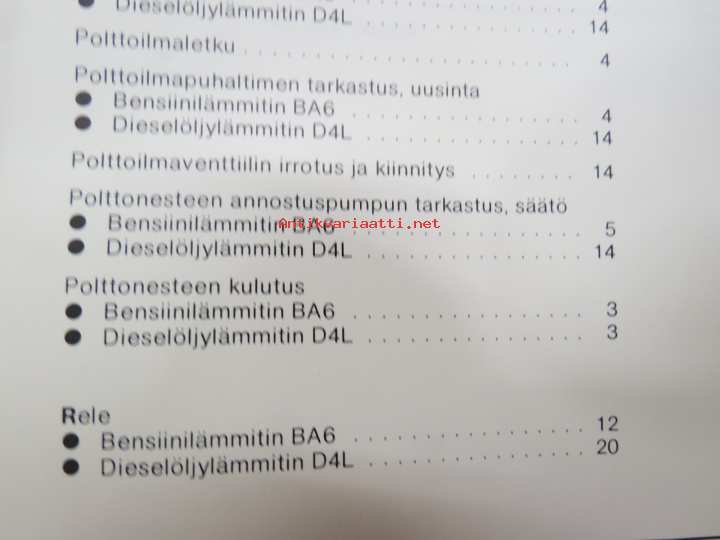 4
● Dieselöljylämmitin D4L . . . . . . . . . . . . . . . 14
Polttoilmaletku . . . . . . . . . . . . . . . . . . . . . . . 4
Polttoilmapuhaltimen tarkastus, uusinta
● Bensiinilämmitin BA6 . . . . . . . . . . . . . . . . 4
● Dieselöljylämmitin D4L . . . . . . . . . . . . . . . 14
Polttoilmaventtiilin irrotus ja kiinnitys . . . . . . . . 14
Polttonesteen annostuspumpun tarkastus, säätö
● Bensiinilämmitin BA6 . . . . . . . . . . . . . . . . 5
Antikvariaatti.net
● Dieselöljylämmitin D4L . . . . . . . . . . . . . . . 14
Polttonesteen kulutus
● Bensiinilämmitin BA6 . . . . . . . . . . . . . . . . 3
● Dieselöljylämmitin D4L . . . . . . . . . . . . . . . 3
Rele
● Bensiinilämmitin BA6 . . . . . . . . . . . . . . . . 12
● Dieselöljylämmitin D4L . . . . . . . . . . . . . . . 20